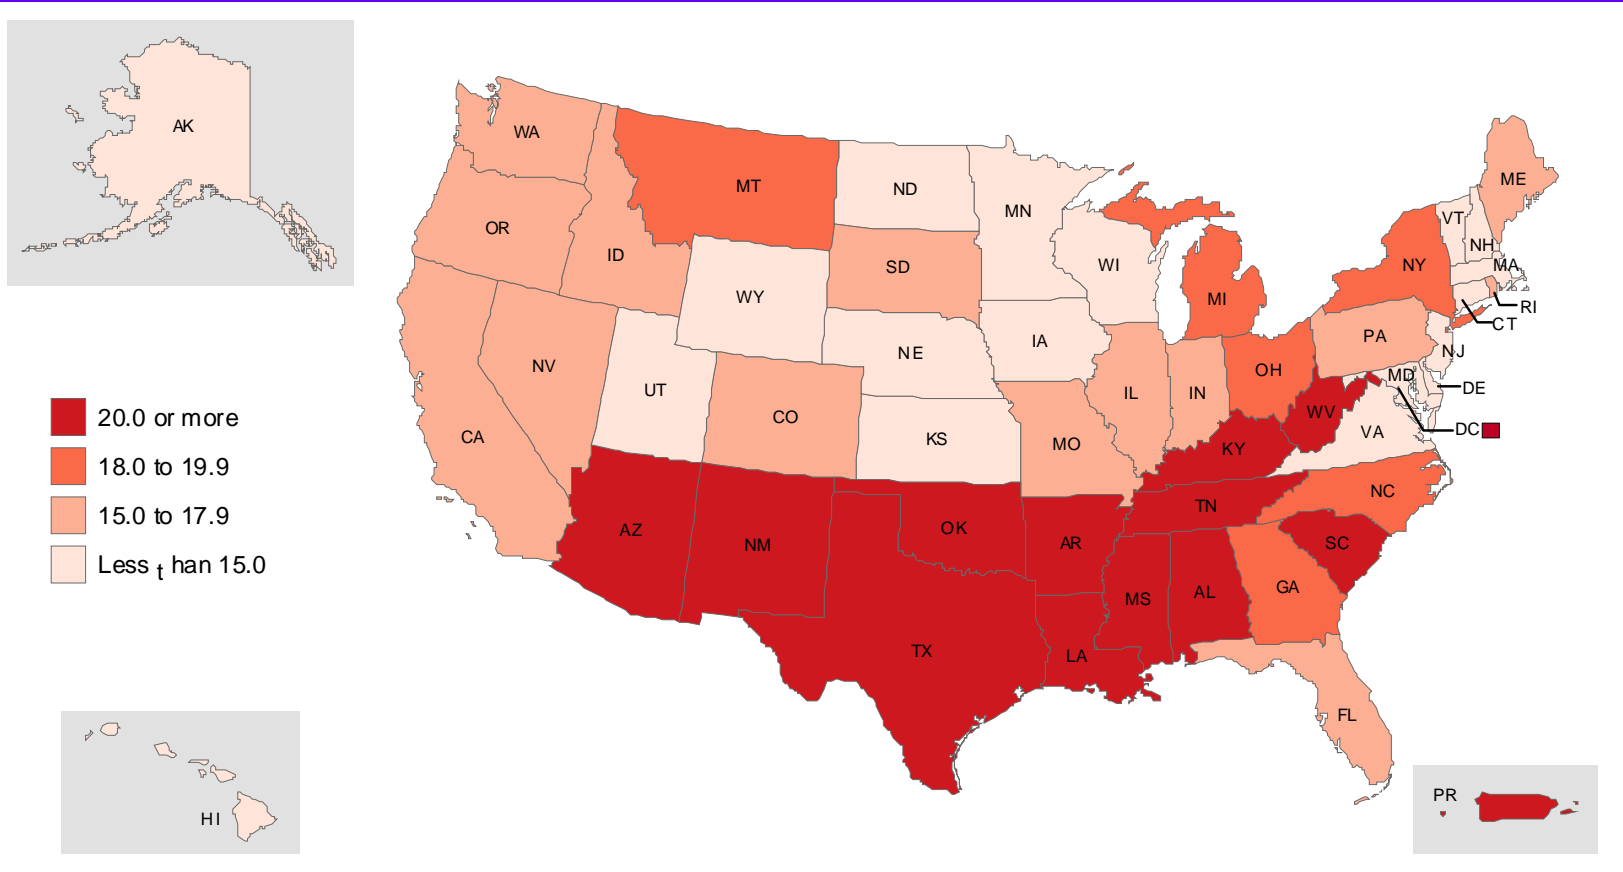 AK
WA
MT
ND
MN
ME
VT
NH
OR
ID
SD
WI
NY
MA
WY
MI
RI
CT
NV
NE
IA
PA
NJ
UT
OH
MD
DE
CO
IL
IN
WV
DC
CA
KS
MO
KY
VA
20.0 or more
18.0 to 19.9
15.0 to 17.9
Less t han 15.0
AZ
NM
OK
AR
TN
NC
SC
MS
AL
GA
TX
LA
FL
HI
PR